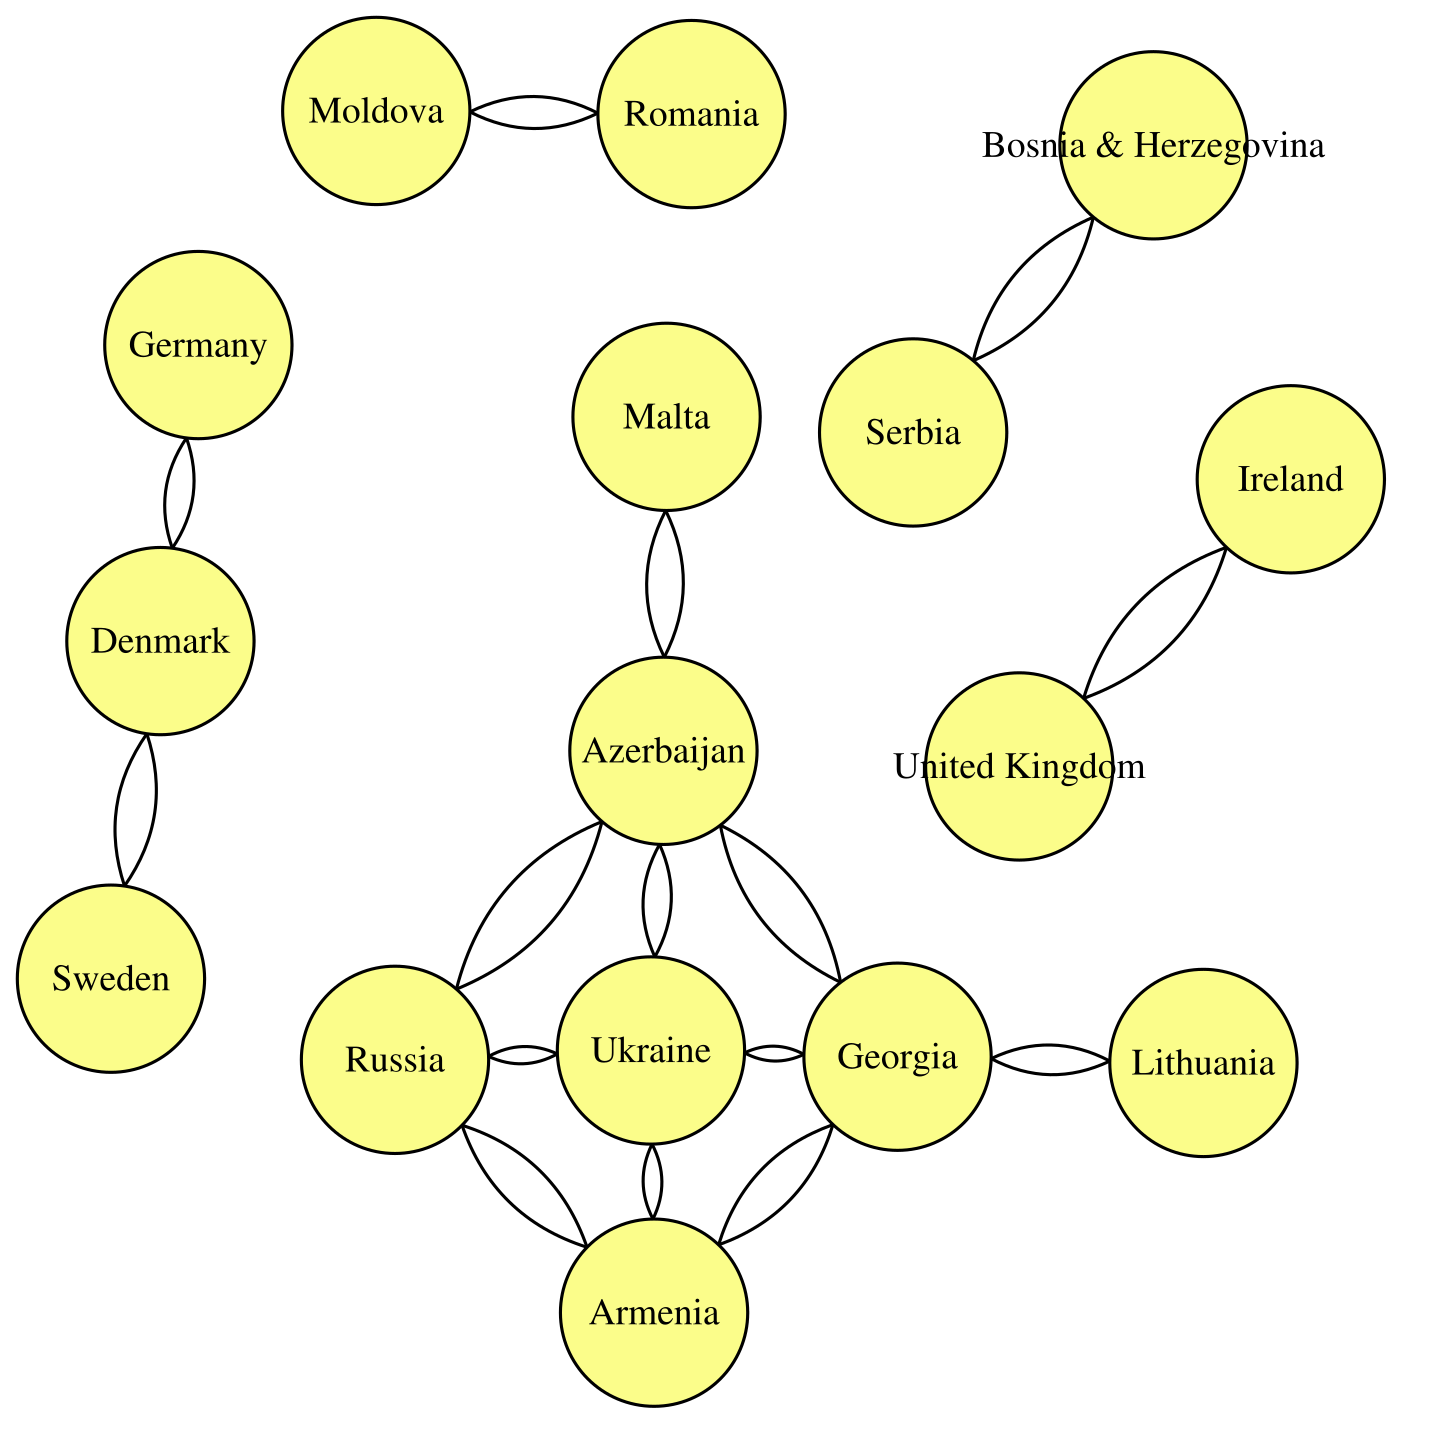 Moldova
Romania
Bosnia & Herzegovina
Germany
Malta
Serbia
Ireland
Denmark
Azerbaijan
United Kingdom
Sweden
Russia
Ukraine
Georgia
Lithuania
Armenia